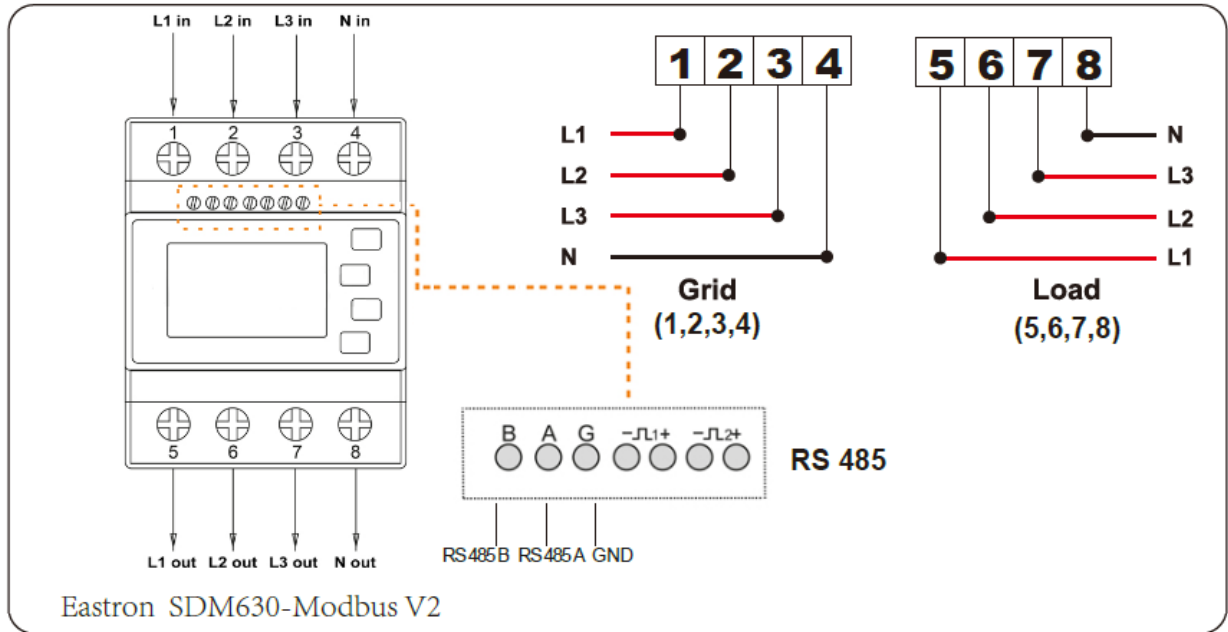 L1 in L2 in L3 in N in
1 2 3 4
5 6 7 8
L1 out L2 out L3 out N out
1 2 3 4
L1
L2
L3
N
Grid
(1,2,3,4)
5 6 7 8
N
L3
L2
L1
Load
(5,6,7,8)
B A G - 1+ - 2+
RS 485
RS485B RS485A GND
Eastron SDM630-Modbus V2